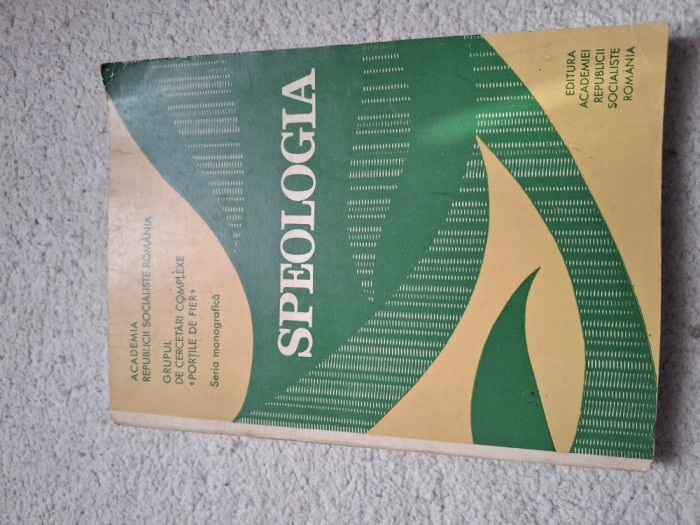 ACADEMIA
REPUBLICII SOCIALISTE ROMÂNIA
GRUPUL
DE CERCETĂRI COMPLEXE
«PORȚILE DE FIER»
Seria monografică
SPEOLOGIA
EDITURA
ACADEMIEI
REPUBLICII
SOCIALISTE
ROMÂNIA